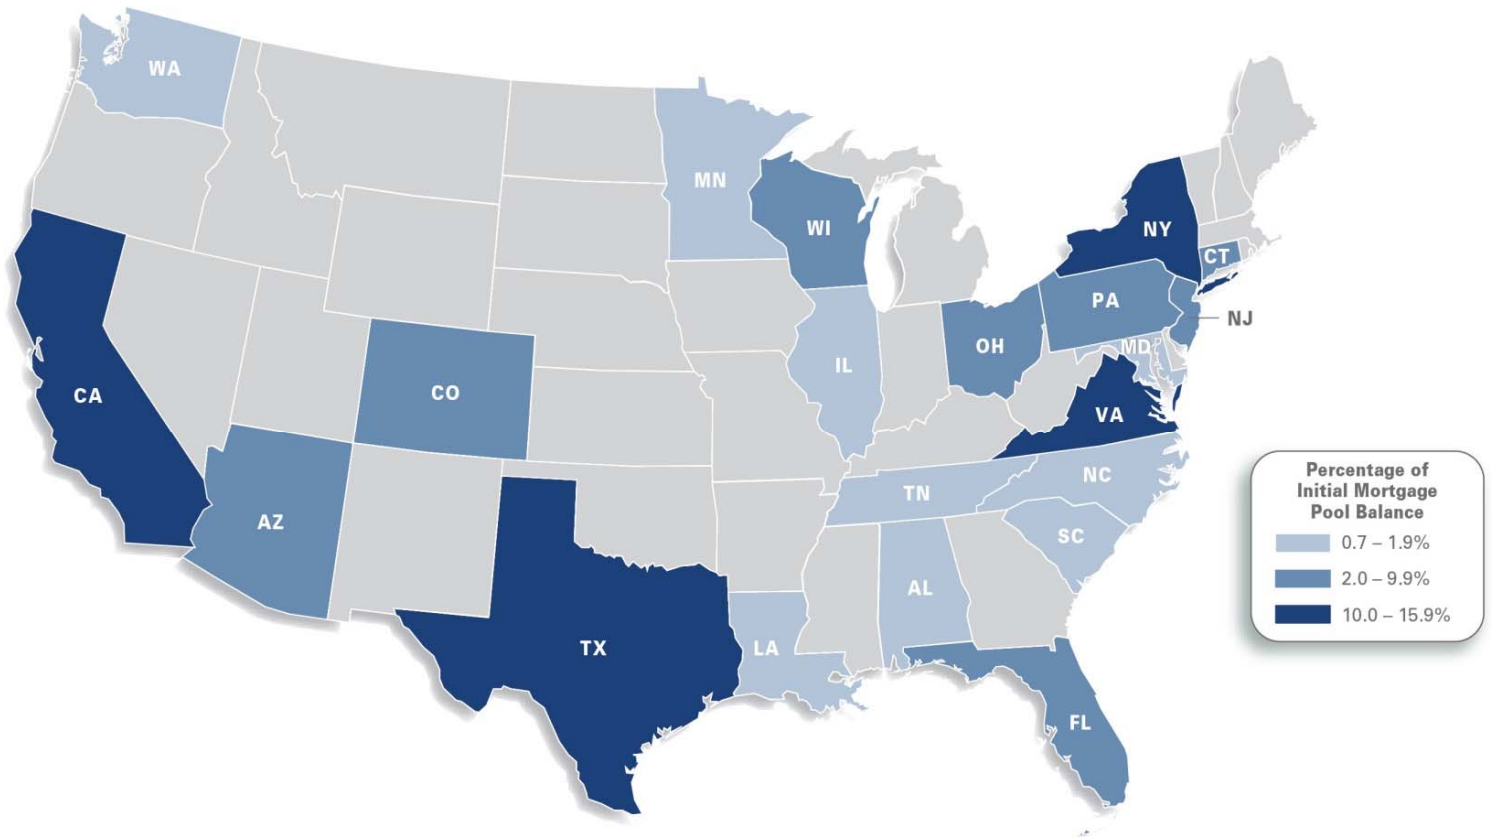 WA
MN
WI
NY
CT
PA
NJ
OH
MD
IL
CA
CO
VA
NC
TN
AZ
SC
AL
TX
LA
FL
Percentage of
Initial Mortgage
Pool Balance
0.7 – 1.9%
2.0 – 9.9%
10.0 – 15.9%